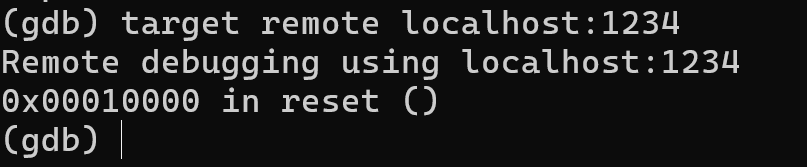 (gdb) target remote localhost:1234
Remote debugging using localhost:1234
0x00010000 in reset ()
(gdb)